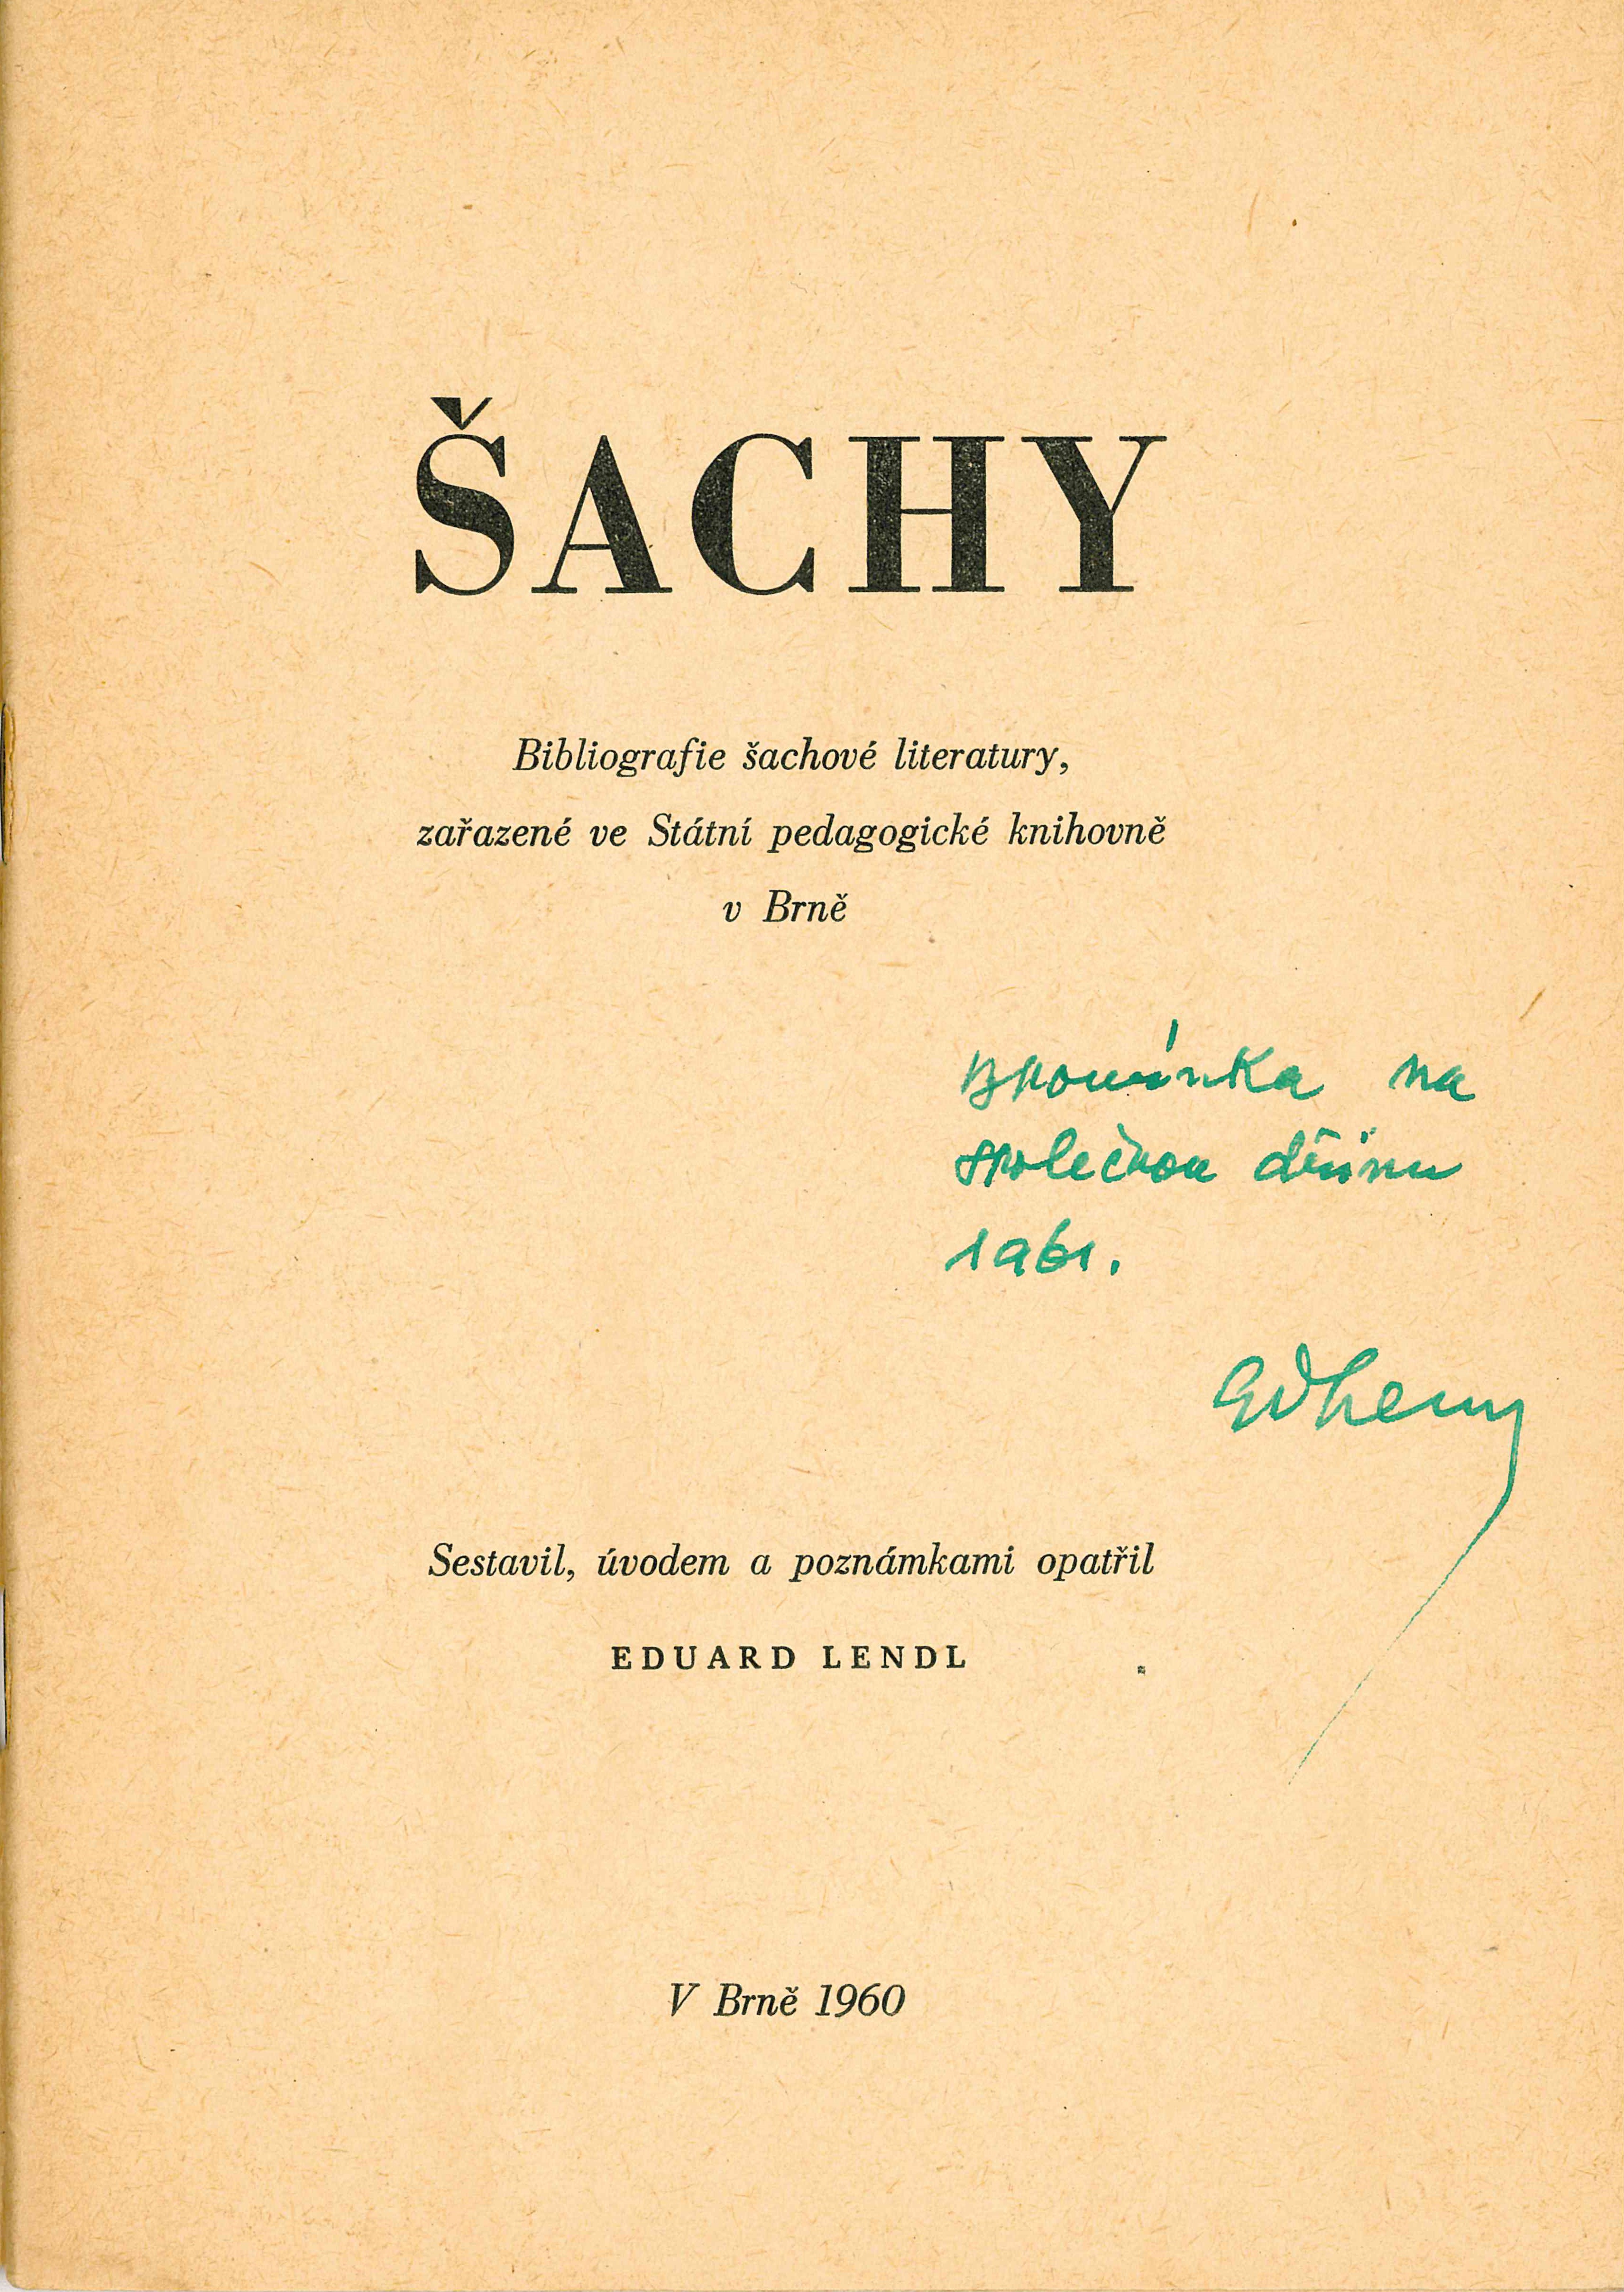 ŠACHY
Bibliografie šachové literatury,
zařazené ve Státní pedagogické knihovně
v Brně
Vzpomínka na
společnou dřinu
1961.
Sestavil, úvodem a poznámkami opatřil
EDUARD LENDL
V Brně 1960